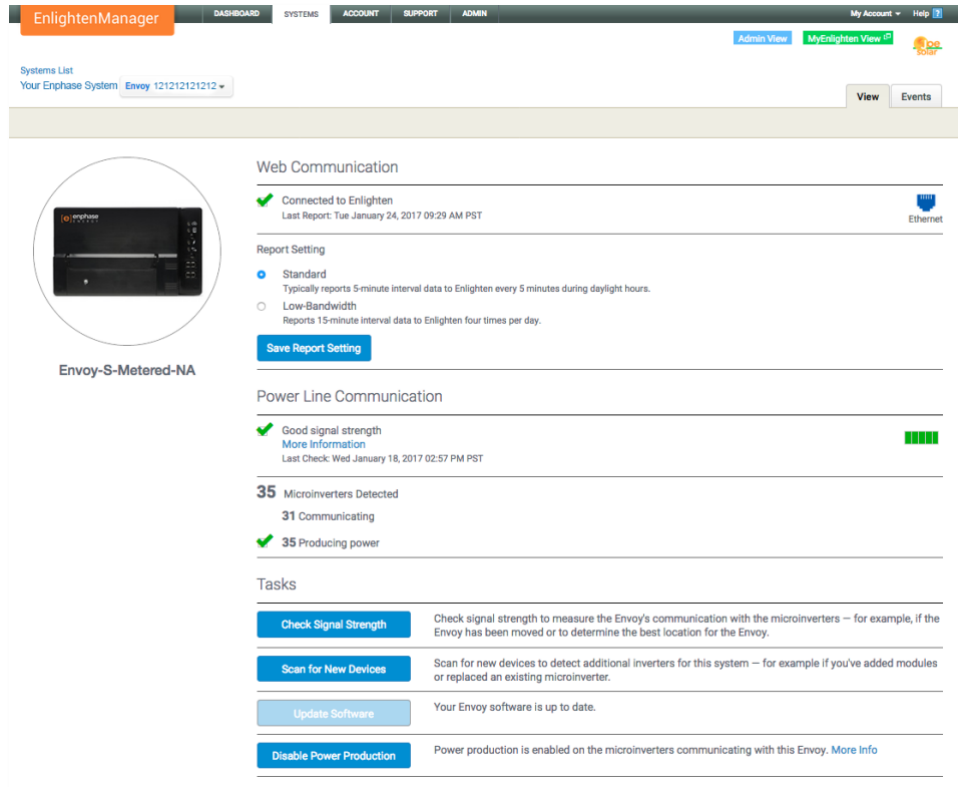 EnlightenManager
DASHBOARD SYSTEMS ACCOUNT SUPPORT ADMIN
My Account Help ?
Admin View MyEnlighten View
pe
solar
Systems List
Your Enphase System Envoy 121212121212
View Events
[e] enphase
ENERGY
Envoy-S-Metered-NA
Web Communication
Connected to Enlighten
Last Report: Tue January 24, 2017 09:29 AM PST
Ethernet
Report Setting
Standard
Typically reports 5-minute interval data to Enlighten every 5 minutes during daylight hours.
Low-Bandwidth
Reports 15-minute interval data to Enlighten four times per day.
Save Report Setting
Power Line Communication
Good signal strength
More Information
Last Check: Wed January 18, 2017 02:57 PM PST
35 Microinverters Detected
31 Communicating
35 Producing power
Tasks
Check Signal Strength
Check signal strength to measure the Envoy's communication with the microinverters — for example, if the
Envoy has been moved or to determine the best location for the Envoy.
Scan for New Devices
Scan for new devices to detect additional inverters for this system — for example if you've added modules
or replaced an existing microinverter.
Update Software
Your Envoy software is up to date.
Disable Power Production
Power production is enabled on the microinverters communicating with this Envoy. More Info